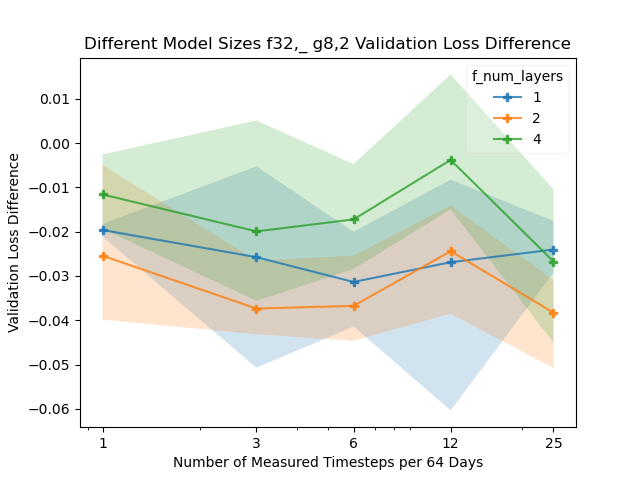 Different Model Sizes f32,_ g8,2 Validation Loss Difference
f_num_layers
1
2
4
0.01
0.00
−0.01
−0.02
−0.03
−0.04
−0.05
−0.06
Validation Loss Difference
1 3 6 12 25
Number of Measured Timesteps per 64 Days